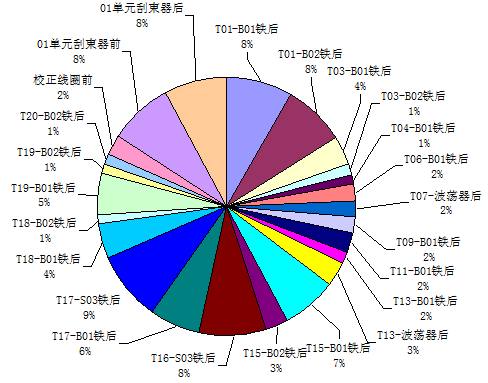 01单元刮束器后
8%
T01-B01铁后
8%
T01-B02铁后
8%
T03-B01铁后
4%
T03-B02铁后
1%
T04-B01铁后
1%
T06-B01铁后
2%
T07-波荡器后
2%
T09-B01铁后
2%
T11-B01铁后
2%
T13-B01铁后
2%
T13-波荡器后
3%
T15-B01铁后
7%
T15-B02铁后
3%
T16-S03铁后
8%
T17-B01铁后
6%
T17-S03铁后
9%
T18-B01铁后
4%
T18-B02铁后
1%
T19-B01铁后
5%
T19-B02铁后
1%
T20-B02铁后
1%
校正线圈前
2%
01单元刮束器前
8%